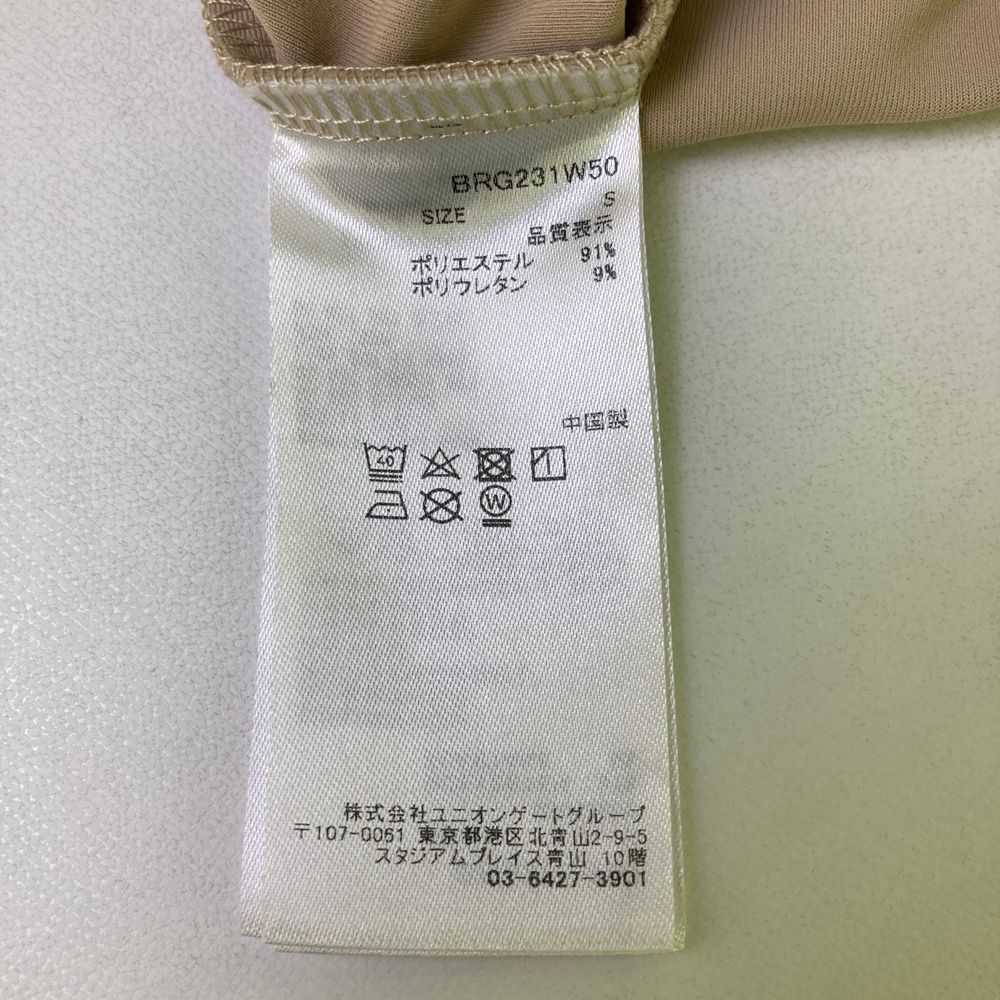 BRG231W50
SIZE S
品質表示
ポリエステル 91%
ポリウレタン 9%
中国製
40
W
株式会社ユニオンゲートグループ
〒107-0061 東京都港区北青山2-9-5
スタジアムプレイス青山 10階
03-6427-3901